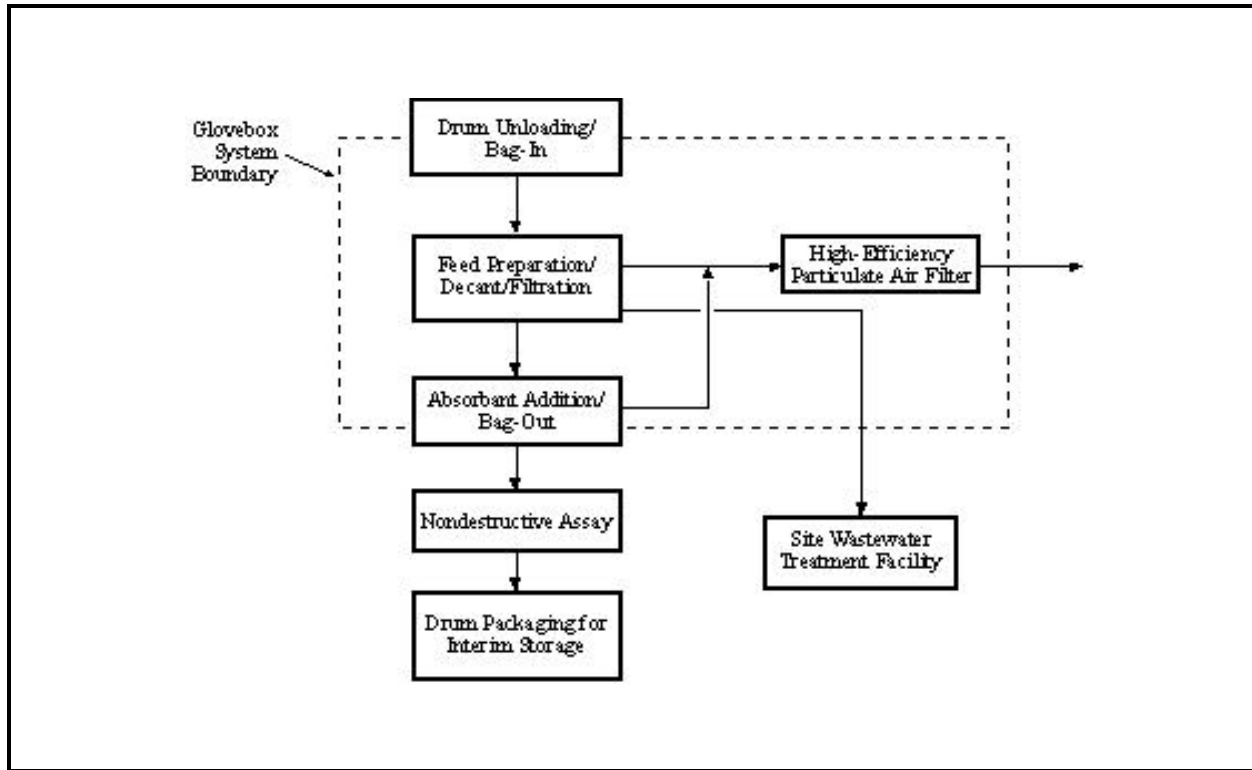 Glovebox
System
Boundary
Drum Unloading/
Bag-In
Feed Preparation/
Decant/Filtration
High-Efficiency
Particulate Air Filter
Absorbant Addition/
Bag-Out
Nondestructive Assay
Site Wastewater
Treatment Facility
Drum Packaging for
Interim Storage